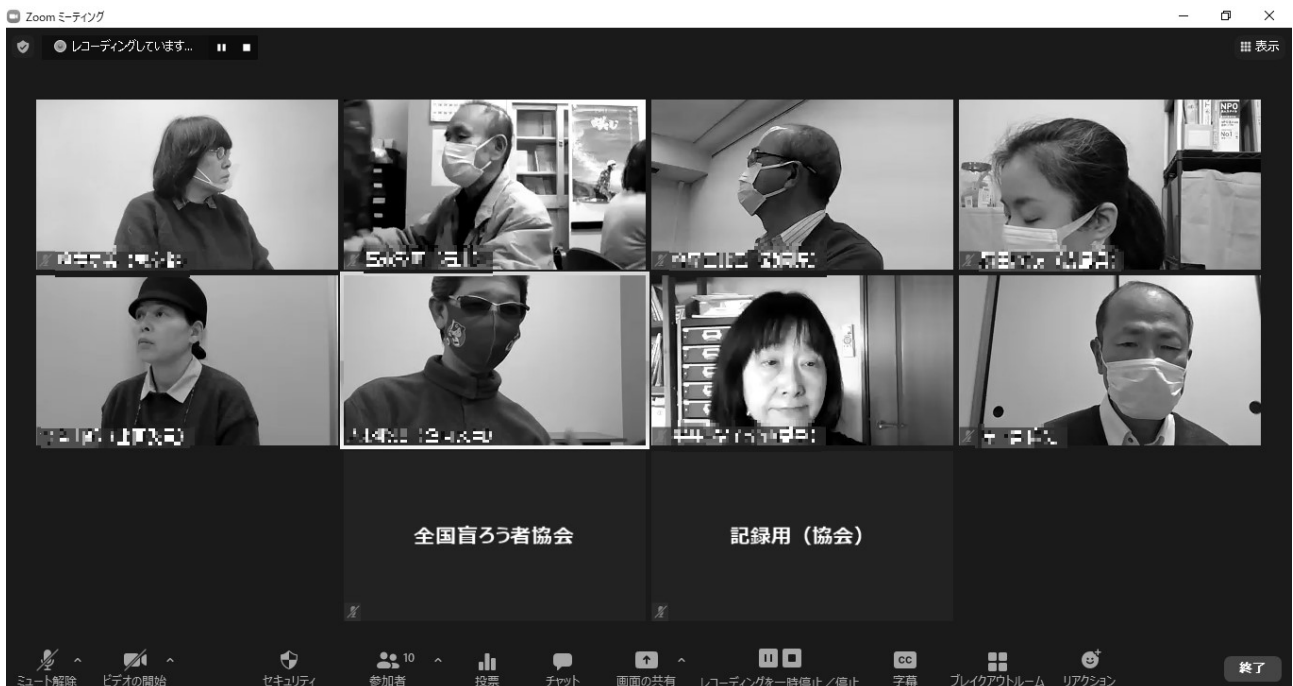 Zoom ミーティング
レコーディングしています...
表示
NPO
全国盲ろう者協会
記録用（協会）
ミュート解除
ビデオの開始
セキュリティ
参加者
10
投票
チャット
画面の共有
レコーディングを一時停止／停止
CC
字幕
ブレイクアウトルーム
リアクション
終了